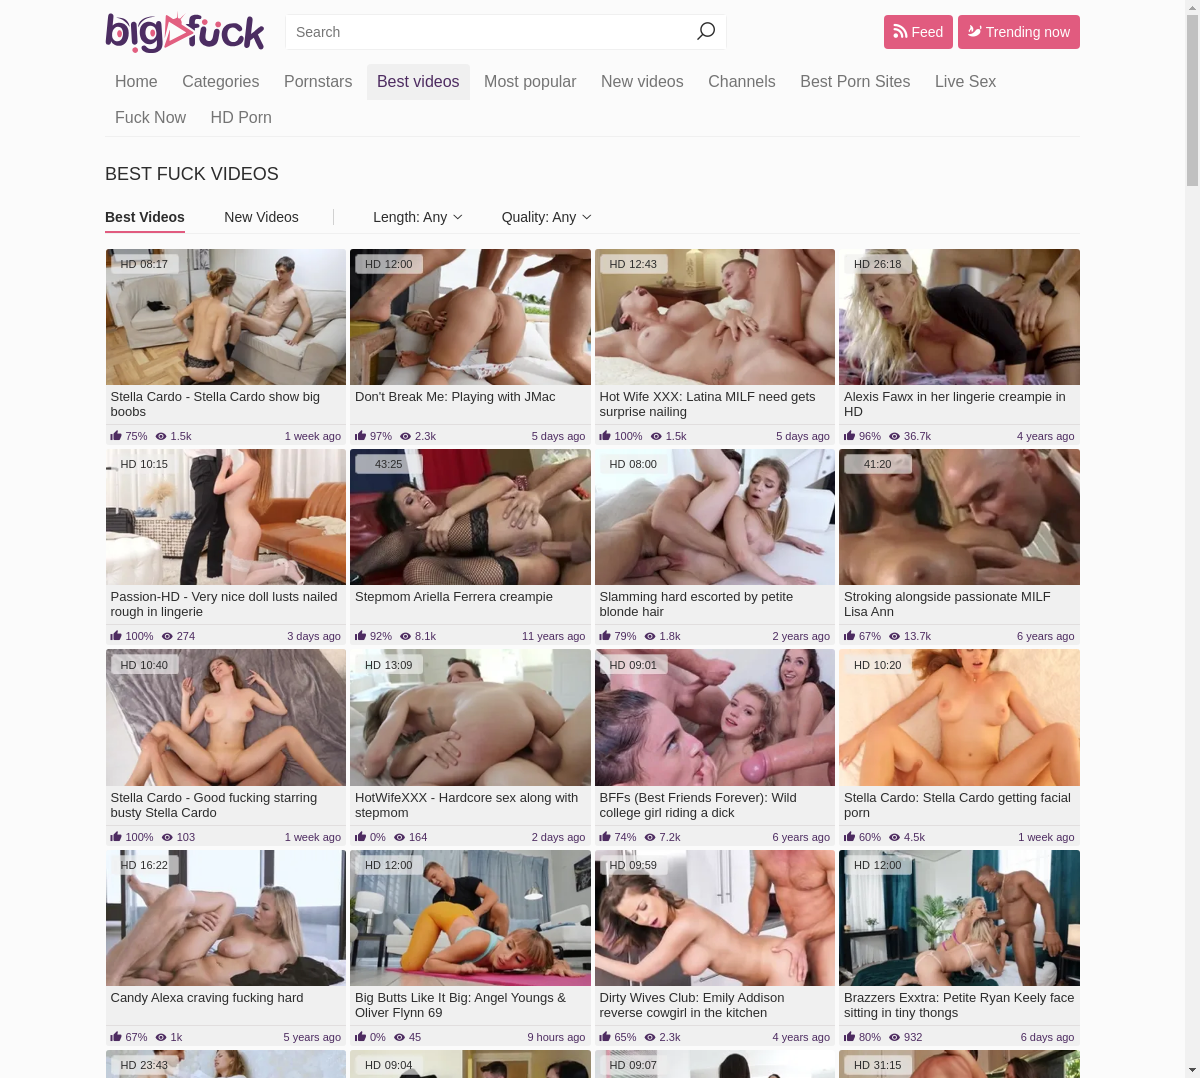 bigfuck
Search
Feed
Trending now
Home Categories Pornstars Best videos Most popular New videos Channels Best Porn Sites Live Sex
Fuck Now HD Porn
BEST FUCK VIDEOS
Best Videos New Videos Length: Any Quality: Any
HD 08:17
Stella Cardo - Stella Cardo show big
boobs
75% 1.5k 1 week ago
HD 12:00
Don't Break Me: Playing with JMac
97% 2.3k 5 days ago
HD 12:43
Hot Wife XXX: Latina MILF need gets
surprise nailing
100% 1.5k 5 days ago
HD 26:18
Alexis Fawx in her lingerie creampie in
HD
96% 36.7k 4 years ago
HD 10:15
Passion-HD - Very nice doll lusts nailed
rough in lingerie
100% 274 3 days ago
43:25
Stepmom Ariella Ferrera creampie
92% 8.1k 11 years ago
HD 08:00
Slamming hard escorted by petite
blonde hair
79% 1.8k 2 years ago
41:20
Stroking alongside passionate MILF
Lisa Ann
67% 13.7k 6 years ago
HD 10:40
Stella Cardo - Good fucking starring
busty Stella Cardo
100% 103 1 week ago
HD 13:09
HotWifeXXX - Hardcore sex along with
stepmom
0% 164 2 days ago
HD 09:01
BFFs (Best Friends Forever): Wild
college girl riding a dick
74% 7.2k 6 years ago
HD 10:20
Stella Cardo: Stella Cardo getting facial
porn
60% 4.5k 1 week ago
HD 16:22
Candy Alexa craving fucking hard
67% 1k 5 years ago
HD 12:00
Big Butts Like It Big: Angel Youngs &
Oliver Flynn 69
0% 45 9 hours ago
HD 09:59
Dirty Wives Club: Emily Addison
reverse cowgirl in the kitchen
65% 2.3k 4 years ago
HD 12:00
Brazzers Exxtra: Petite Ryan Keely face
sitting in tiny thongs
80% 932 6 days ago
HD 23:43
HD 09:04
HD 09:07
HD 31:15